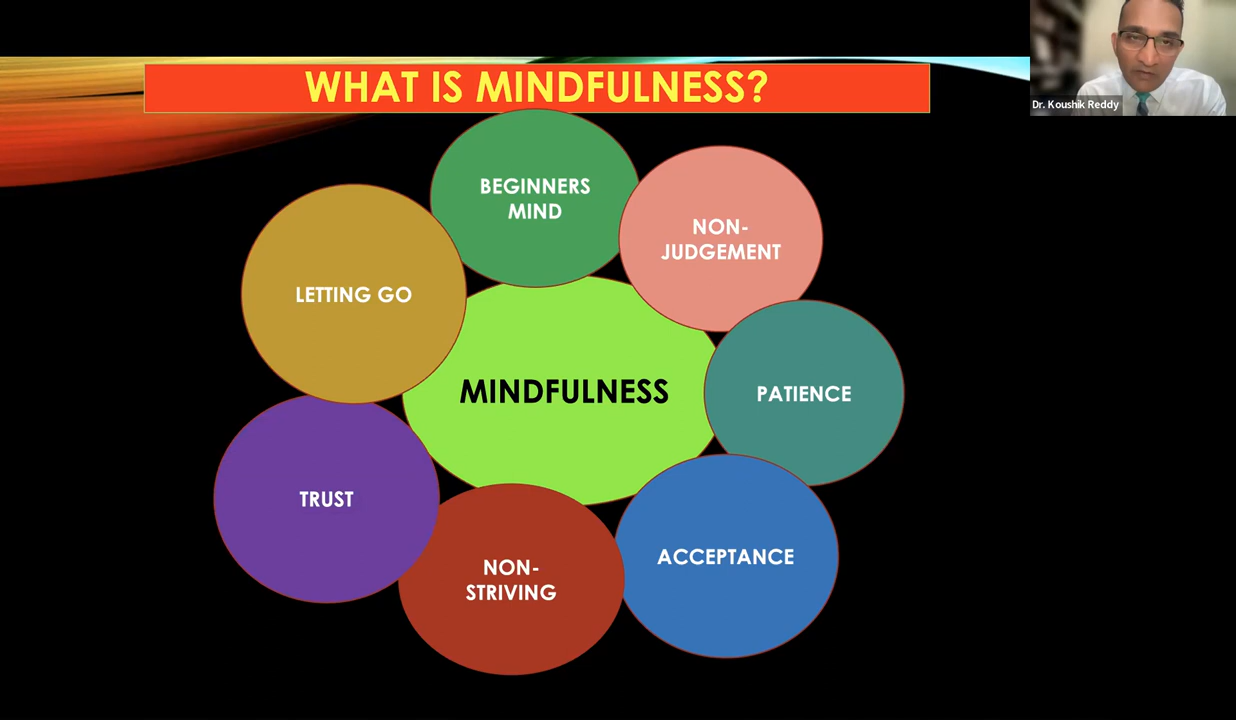 WHAT IS MINDFULNESS?
Dr. Koushik Reddy
BEGINNERS
MIND
NON-
JUDGEMENT
LETTING GO
MINDFULNESS
PATIENCE
TRUST
ACCEPTANCE
NON-
STRIVING